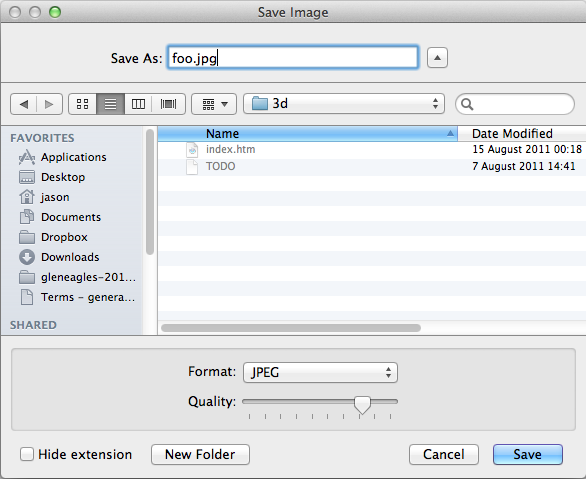 Save Image
Save As: foo.jpg
3d
FAVORITES
Applications
Desktop
jason
Documents
Dropbox
Downloads
gleneagles-201...
Terms – genera...
SHARED
Name Date Modified
index.htm 15 August 2011 00:18
TODO 7 August 2011 14:41
Format: JPEG
Quality:
Hide extension New Folder Cancel Save